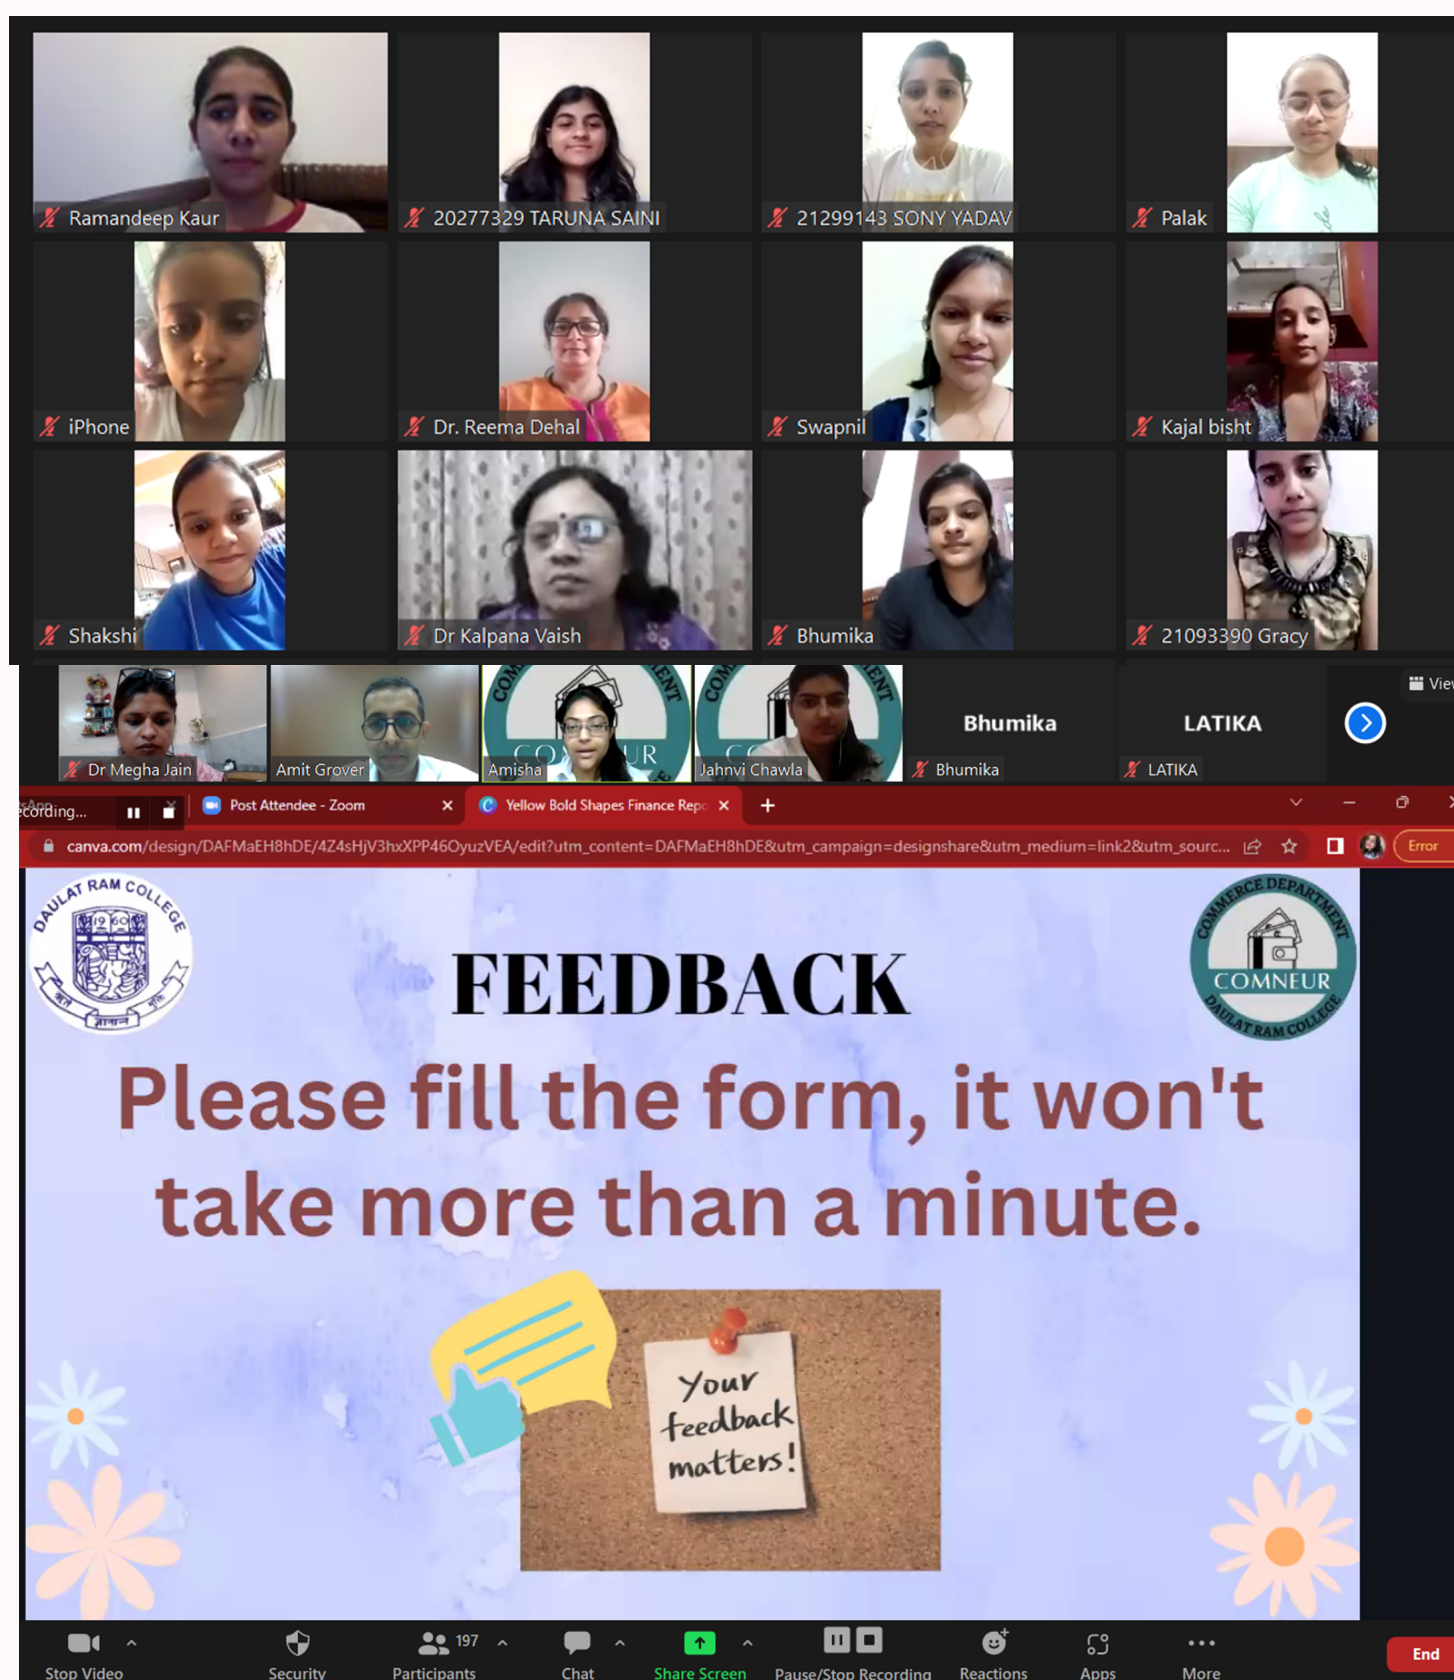 Ramandeep Kaur
20277329 TARUNA SAINI
21299143 SONY YADAV
Palak
iPhone
Dr. Reema Dehal
Swapnil
Kajal bisht
Shakshi
Dr Kalpana Vaish
Bhumika
21093390 Gracy
Dr Megha Jain
Amit Grover
COMMERCE DEPARTMENT
Amisha
Jahnvi Chawla
Bhumika
Bhumika
LATIKA
LATIKA
View
ecording...
Post Attendee - Zoom
Yellow Bold Shapes Finance Repo
canva.com/design/DAFMaEH8hDE/4Z4sHjV3hxXPP46OyuzVEA/edit?utm_content=DAFMaEH8hDE&utm_campaign=designshare&utm_medium=link2&utm_sourc...
Error
DAULAT RAM COLLEGE
1960
COMMERCE DEPARTMENT
COMNEUR
DAULAT RAM COLLEGE
FEEDBACK
Please fill the form, it won't
take more than a minute.
Your
feedback
matters!
Stop Video
Security
197
Participants
Chat
Share Screen
Pause/Stop Recording
Reactions
Apps
More
End